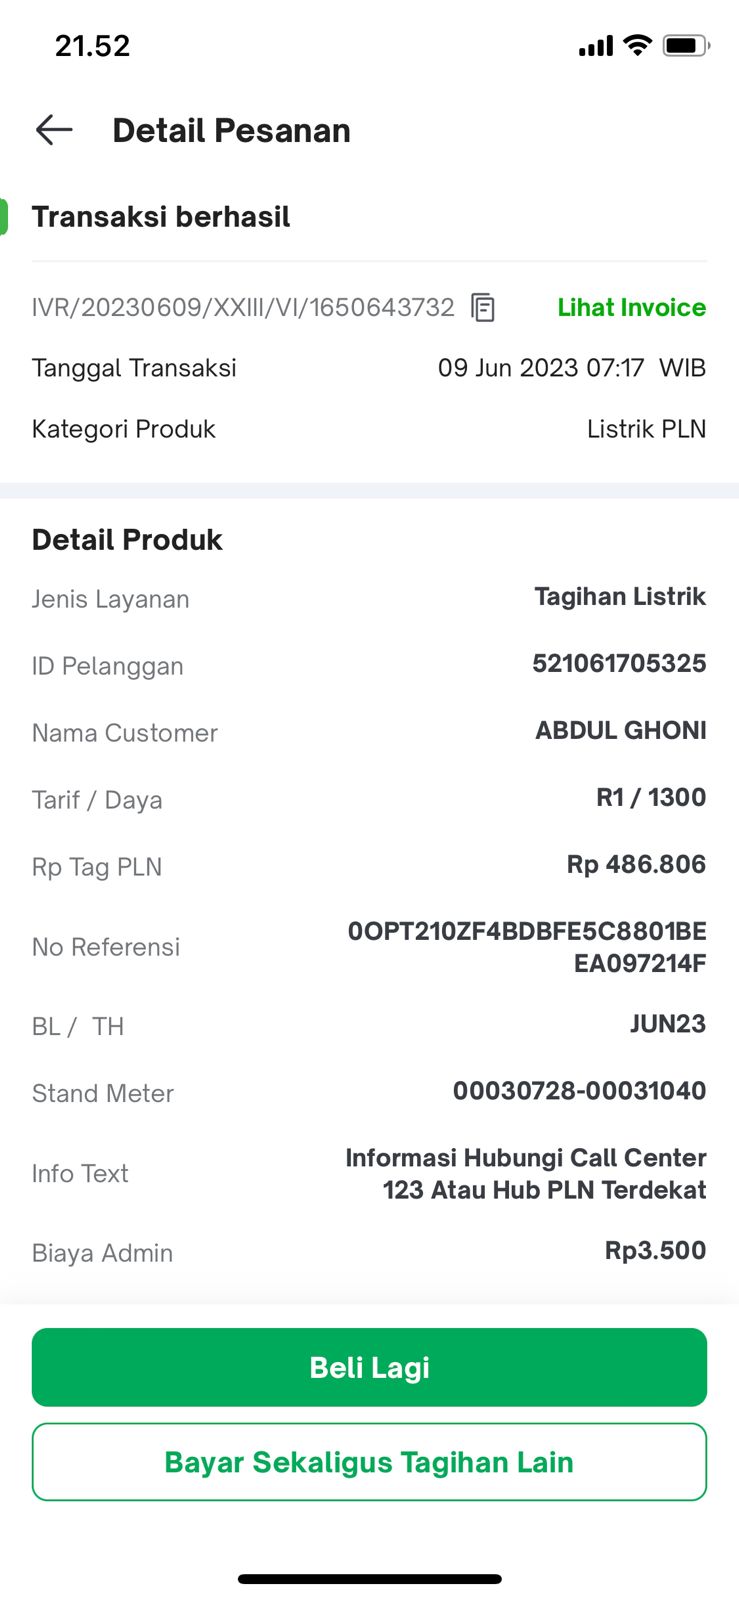 21.52
Detail Pesanan
Transaksi berhasil
IVR/20230609/XXIII/VI/1650643732 Lihat Invoice
Tanggal Transaksi 09 Jun 2023 07:17 WIB
Kategori Produk Listrik PLN
Detail Produk
Jenis Layanan Tagihan Listrik
ID Pelanggan 521061705325
Nama Customer ABDUL GHONI
Tarif / Daya R1 / 1300
Rp Tag PLN Rp 486.806
No Referensi 0OPT210ZF4BDBFE5C8801BE
EA097214F
BL / TH JUN23
Stand Meter 00030728-00031040
Info Text Informasi Hubungi Call Center
123 Atau Hub PLN Terdekat
Biaya Admin Rp3.500
Beli Lagi
Bayar Sekaligus Tagihan Lain